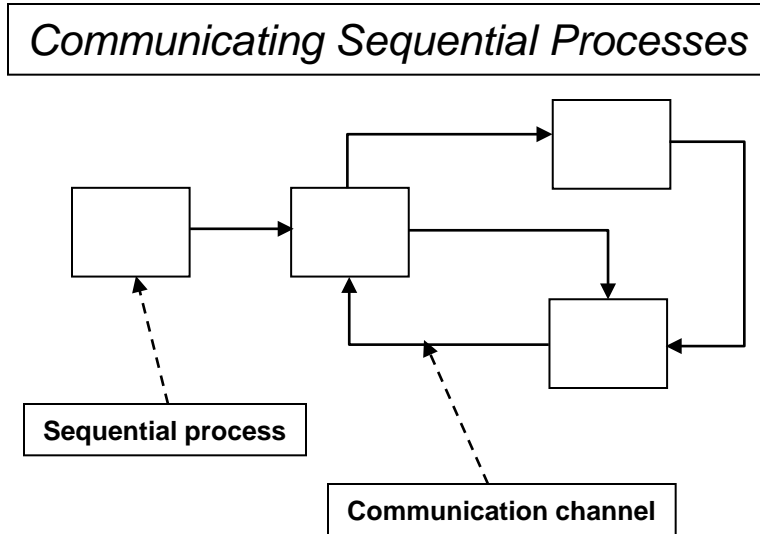 Communicating Sequential Processes
Sequential process
Communication channel